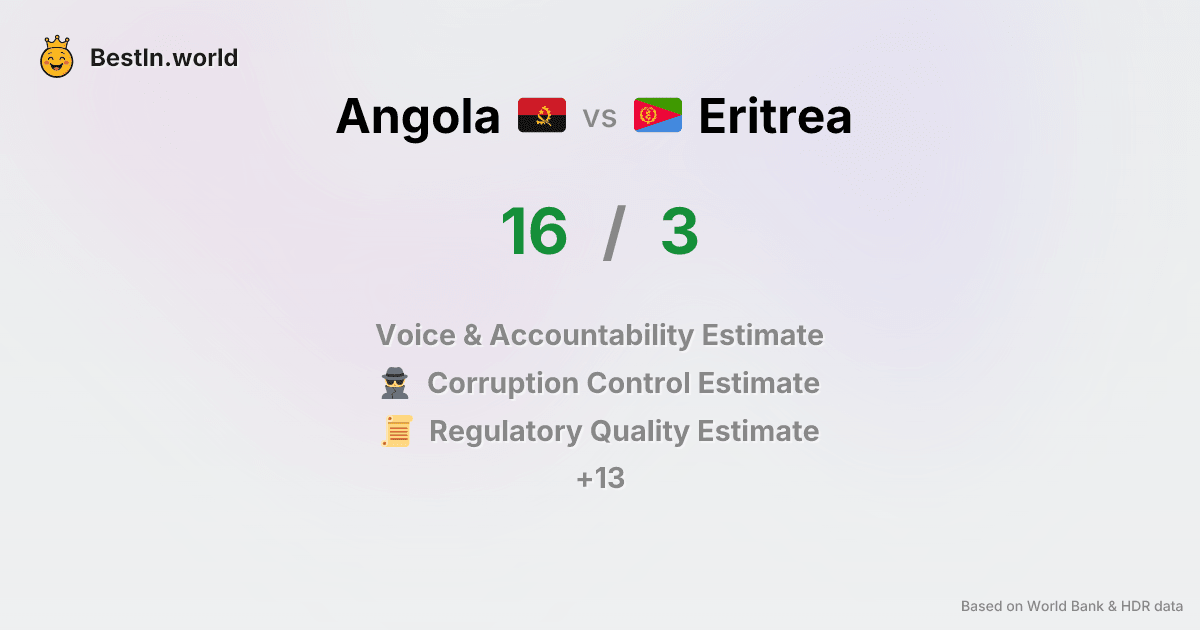 BestIn.world
Angola vs Eritrea
16 / 3
Voice & Accountability Estimate
Corruption Control Estimate
Regulatory Quality Estimate
+13
Based on World Bank & HDR data